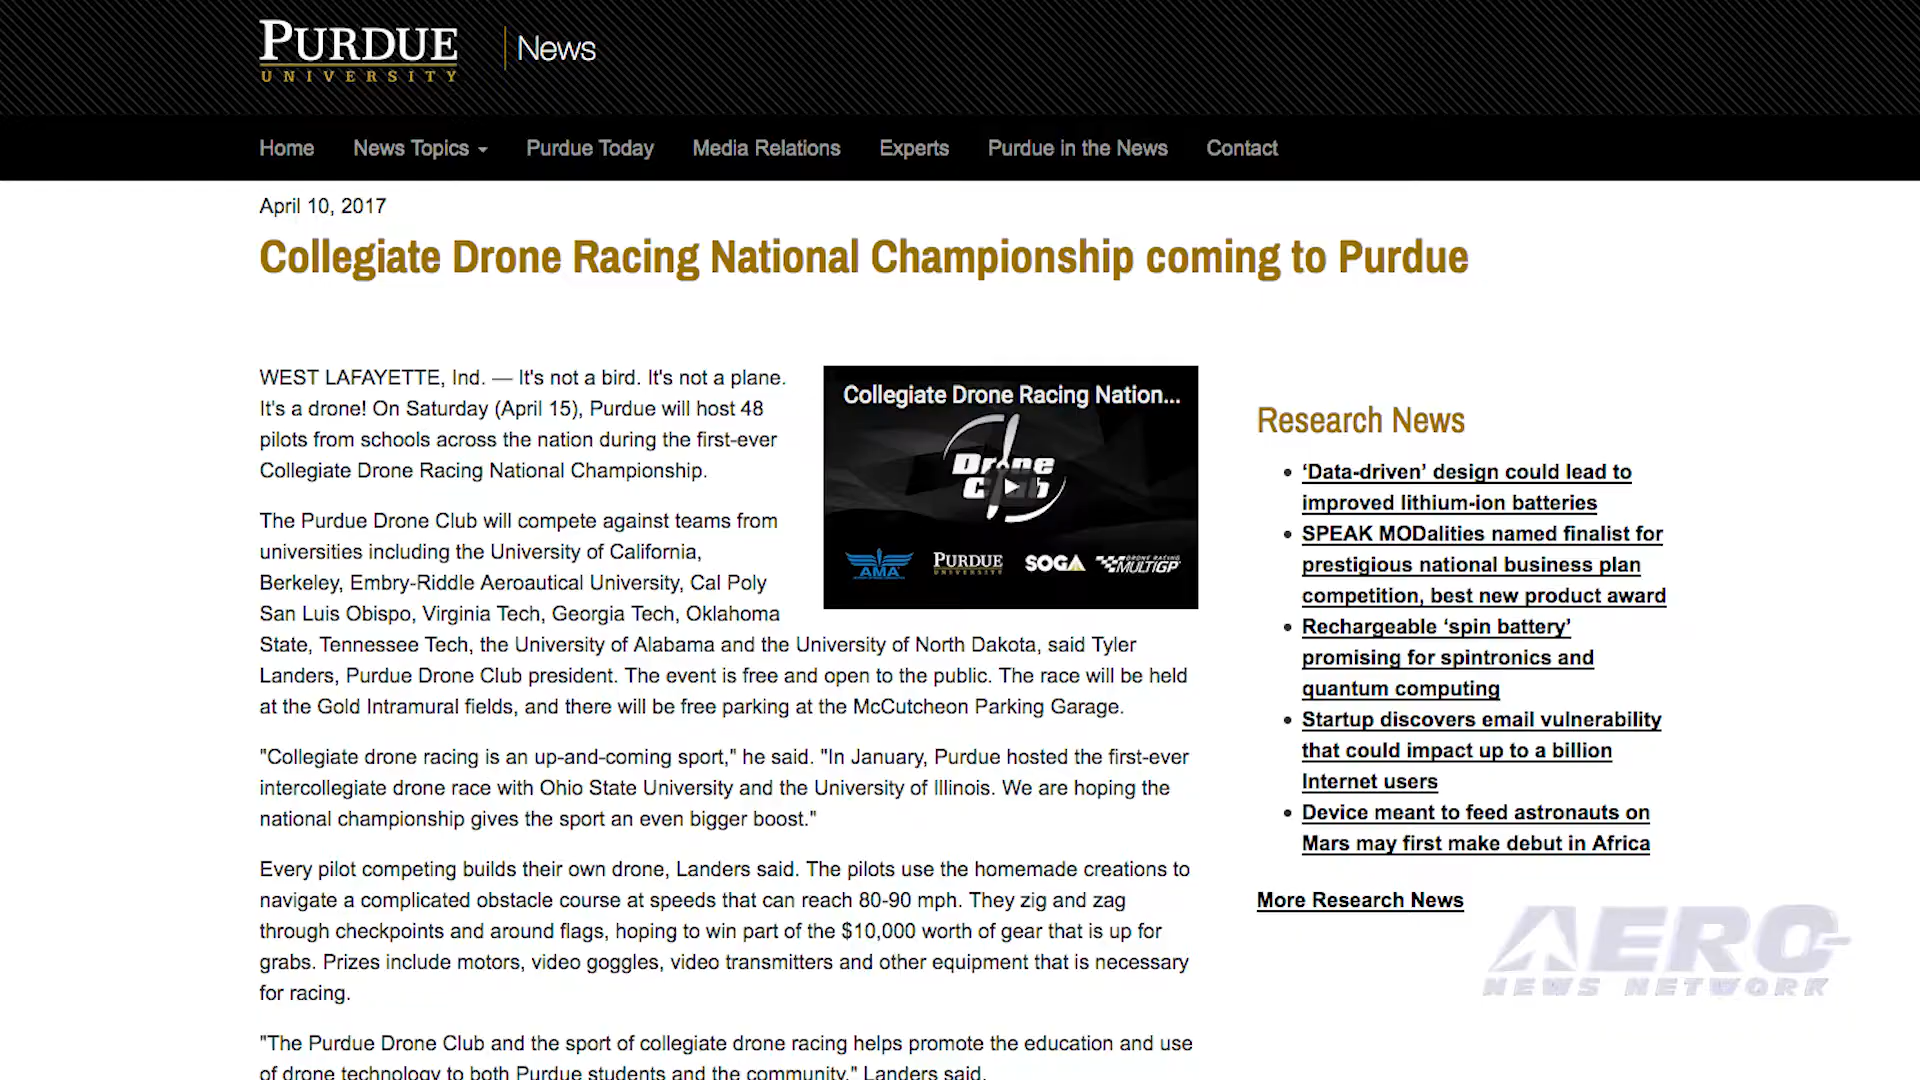 PURDUE
UNIVERSITY
News
Home News Topics Purdue Today Media Relations Experts Purdue in the News Contact
April 10, 2017
Collegiate Drone Racing National Championship coming to Purdue
WEST LAFAYETTE, Ind. — It's not a bird. It's not a plane.
It's a drone! On Saturday (April 15), Purdue will host 48
pilots from schools across the nation during the first-ever
Collegiate Drone Racing National Championship.
The Purdue Drone Club will compete against teams from
universities including the University of California,
Berkeley, Embry-Riddle Aeroautical University, Cal Poly
San Luis Obispo, Virginia Tech, Georgia Tech, Oklahoma
State, Tennessee Tech, the University of Alabama and the University of North Dakota, said Tyler
Landers, Purdue Drone Club president. The event is free and open to the public. The race will be held
at the Gold Intramural fields, and there will be free parking at the McCutcheon Parking Garage.
"Collegiate drone racing is an up-and-coming sport," he said. "In January, Purdue hosted the first-ever
intercollegiate drone race with Ohio State University and the University of Illinois. We are hoping the
national championship gives the sport an even bigger boost."
Every pilot competing builds their own drone, Landers said. The pilots use the homemade creations to
navigate a complicated obstacle course at speeds that can reach 80-90 mph. They zig and zag
through checkpoints and around flags, hoping to win part of the $10,000 worth of gear that is up for
grabs. Prizes include motors, video goggles, video transmitters and other equipment that is necessary
for racing.
"The Purdue Drone Club and the sport of collegiate drone racing helps promote the education and use
of drone technology to both Purdue students and the community," Landers said.
Collegiate Drone Racing Nation...
Drone
Club
AMA
PURDUE
UNIVERSITY
SOGA
DRONE RACING
MULTIGP
Research News
‘Data-driven’ design could lead to
improved lithium-ion batteries
SPEAK MODalities named finalist for
prestigious national business plan
competition, best new product award
Rechargeable ‘spin battery’
promising for spintronics and
quantum computing
Startup discovers email vulnerability
that could impact up to a billion
Internet users
Device meant to feed astronauts on
Mars may first make debut in Africa
More Research News
AERO
NEWS NETWORK